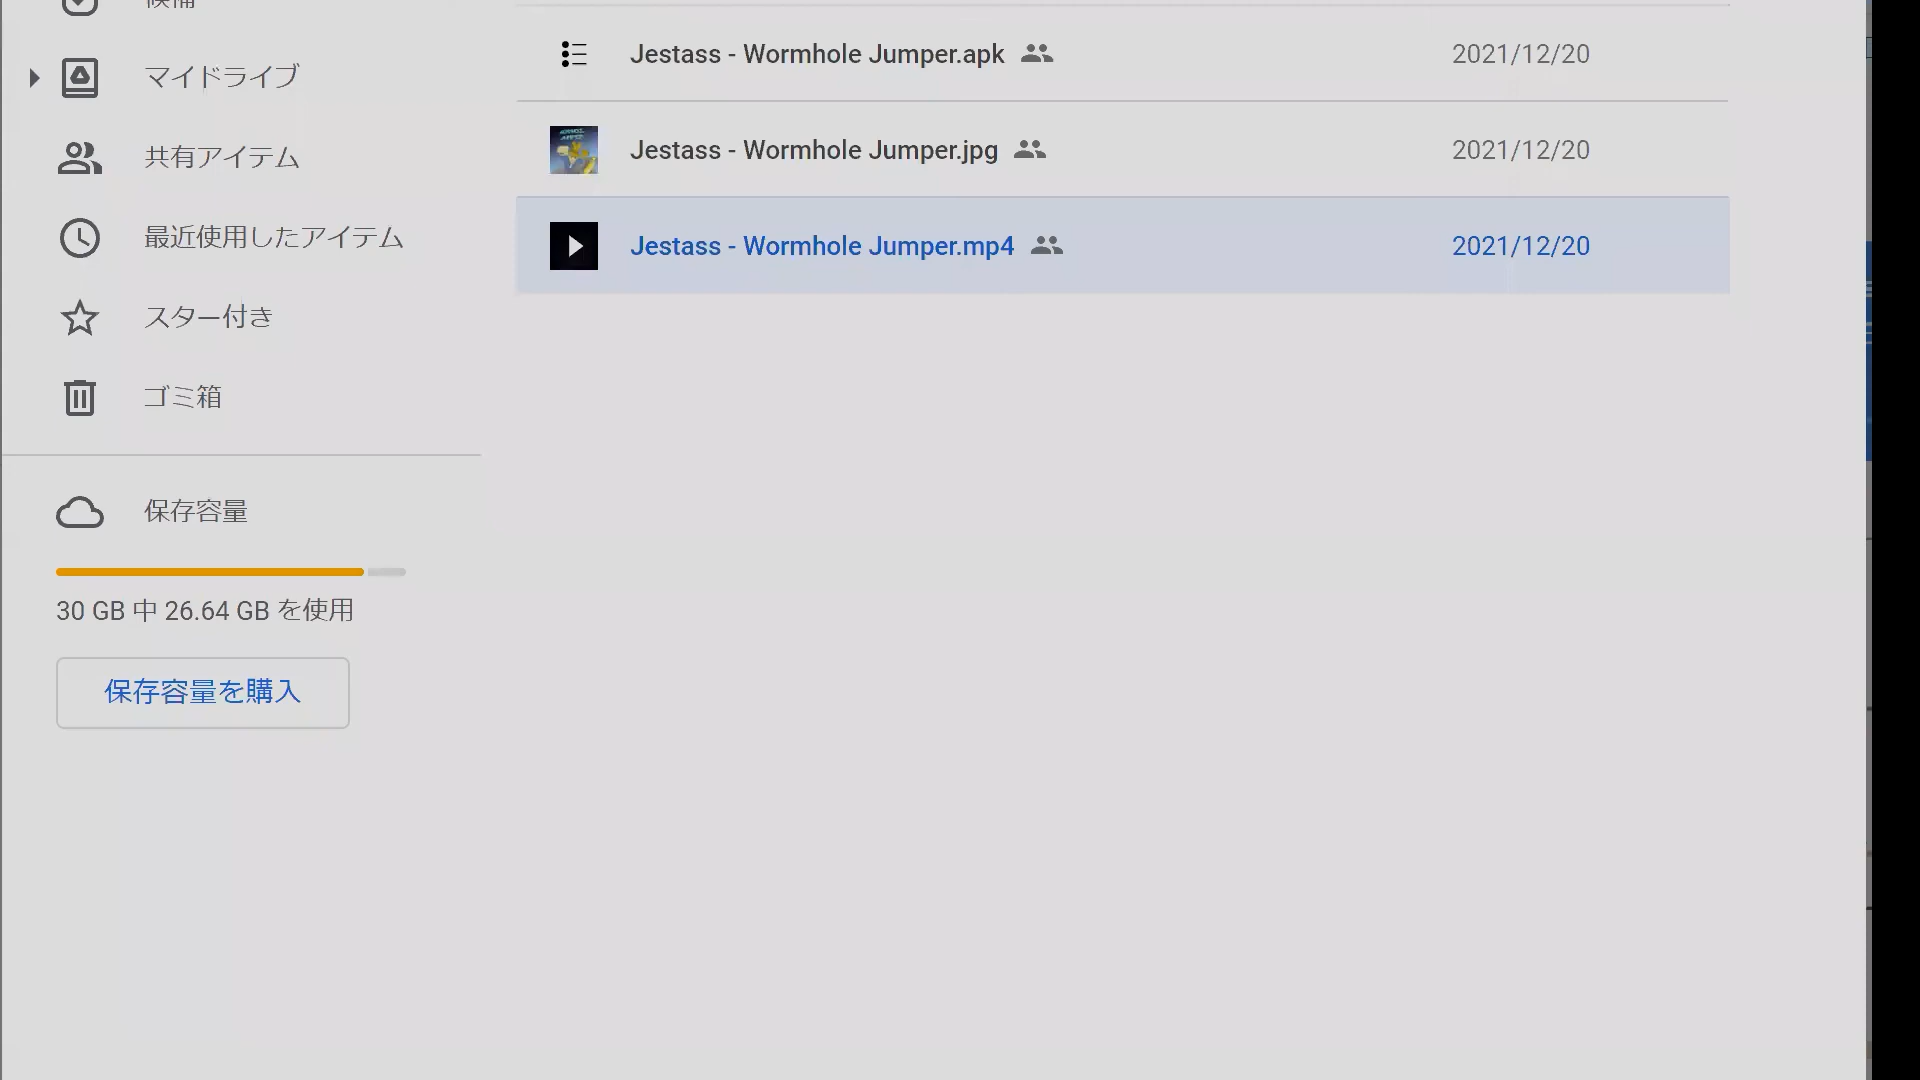 候補
マイドライブ
共有アイテム
最近使用したアイテム
スター付き
ゴミ箱
保存容量
30 GB 中 26.64 GB を使用
保存容量を購入
Jestass - Wormhole Jumper.apk 2021/12/20
Jestass - Wormhole Jumper.jpg 2021/12/20
Jestass - Wormhole Jumper.mp4 2021/12/20